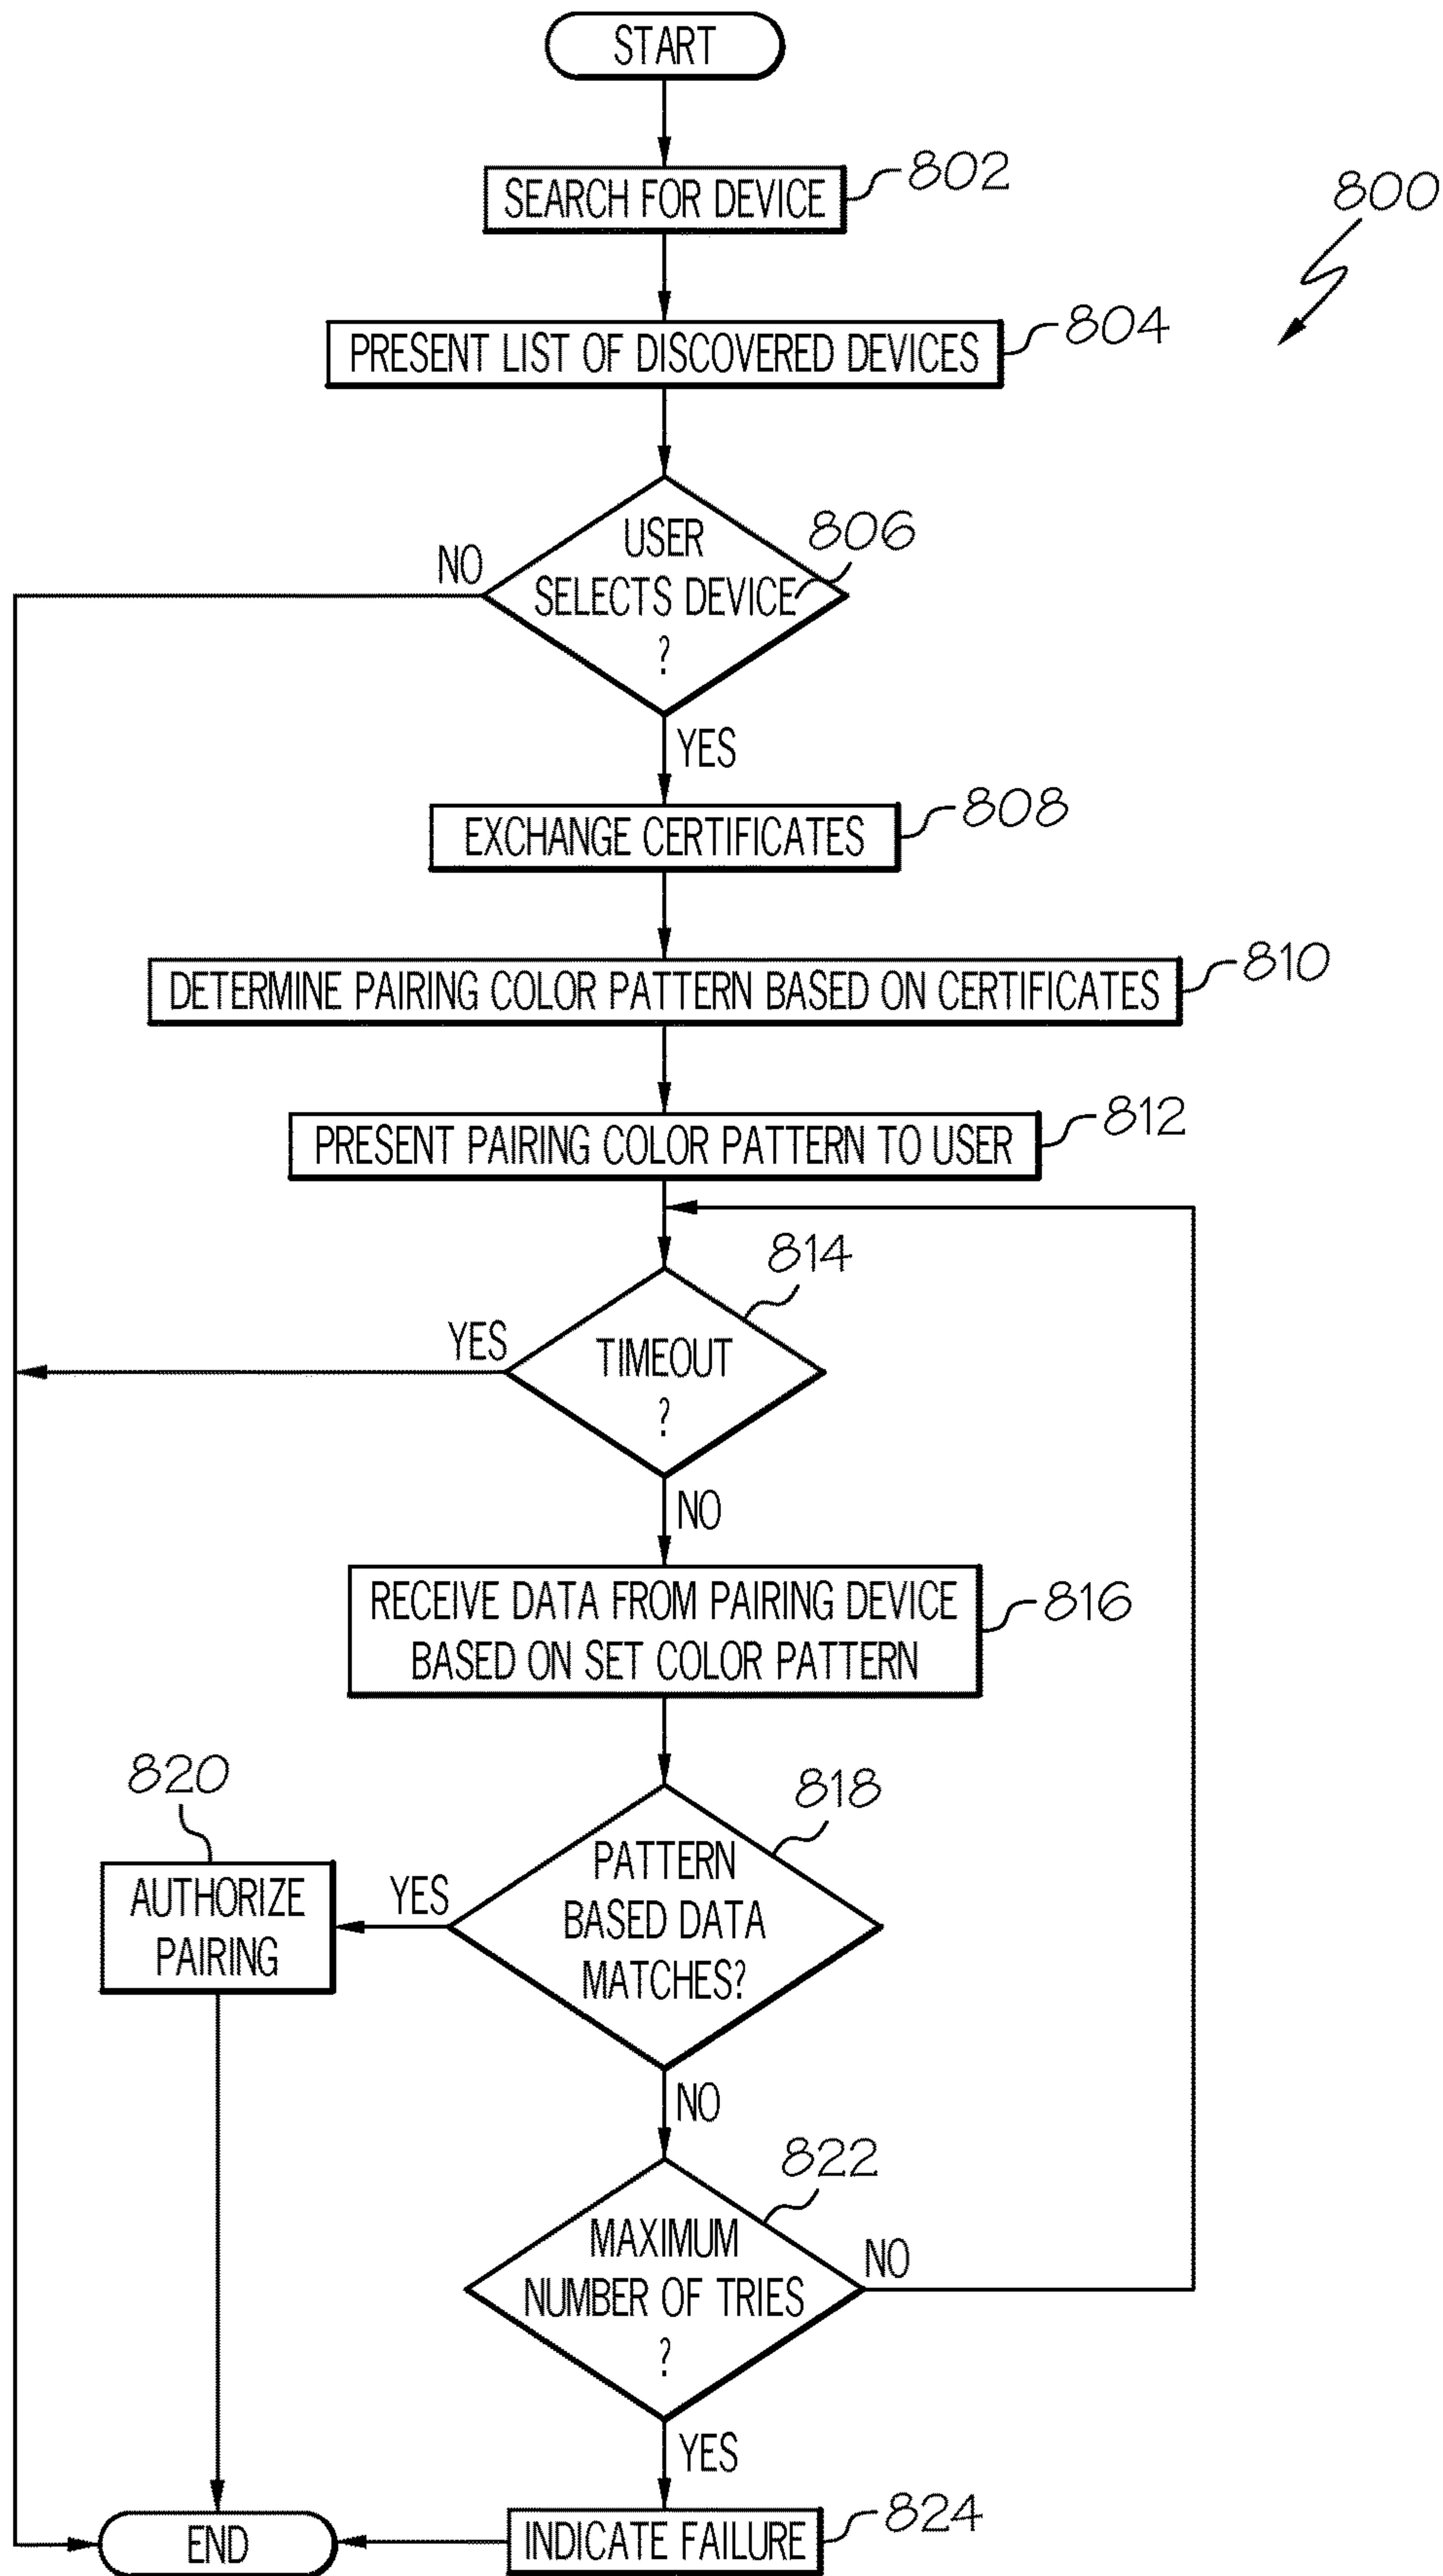 START
SEARCH FOR DEVICE
802
800
PRESENT LIST OF DISCOVERED DEVICES
804
USER
SELECTS DEVICE
?
806
NO
YES
EXCHANGE CERTIFICATES
808
DETERMINE PAIRING COLOR PATTERN BASED ON CERTIFICATES
810
PRESENT PAIRING COLOR PATTERN TO USER
812
814
YES
TIMEOUT
?
NO
RECEIVE DATA FROM PAIRING DEVICE
BASED ON SET COLOR PATTERN
816
820
AUTHORIZE
PAIRING
YES
818
PATTERN
BASED DATA
MATCHES?
NO
822
MAXIMUM
NUMBER OF TRIES
?
NO
YES
END
INDICATE FAILURE
824